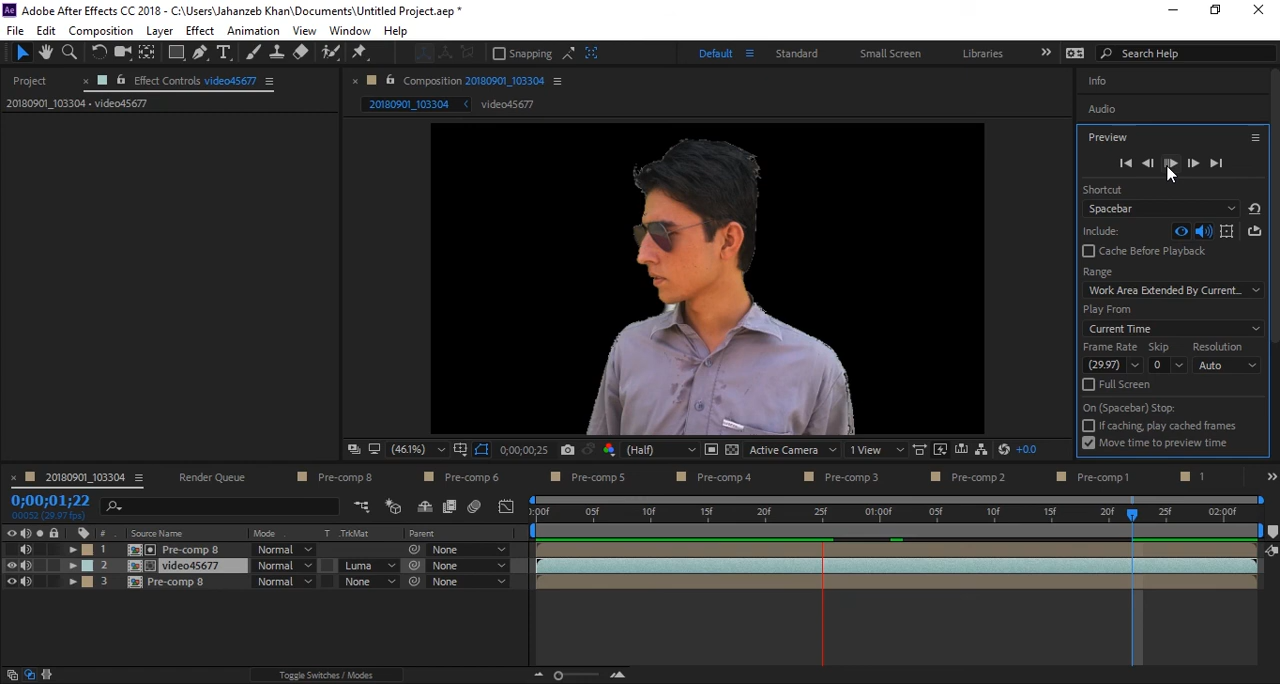 Ae Adobe After Effects CC 2018 - C:\Users\Jahanzeb Khan\Documents\Untitled Project.aep *
File Edit Composition Layer Effect Animation View Window Help
Snapping Default Standard Small Screen Libraries Search Help
Project Effect Controls video45677 Composition 20180901_103304
20180901_103304 • video45677
20180901_103304 video45677
Info
Audio
Preview
Shortcut
Spacebar
Include:
Cache Before Playback
Range
Work Area Extended By Current...
Play From
Current Time
Frame Rate Skip Resolution
(29.97) 0 Auto
Full Screen
On (Spacebar) Stop:
If caching, play cached frames
Move time to preview time
(46.1%) 0;00;00;25 (Half) Active Camera 1 View +0.0
20180901_103304 Render Queue Pre-comp 8 Pre-comp 6 Pre-comp 5 Pre-comp 4 Pre-comp 3 Pre-comp 2 Pre-comp 1 1
0;00;01;22
00052 (29.97 fps)
):00f 05f 10f 15f 20f 25f 01:00f 05f 10f 15f 20f 25f 02:00f
# Source Name Mode T .TrkMat Parent
1 Pre-comp 8 Normal None
2 video45677 Normal Luma None
3 Pre-comp 8 Normal None None
Toggle Switches / Modes